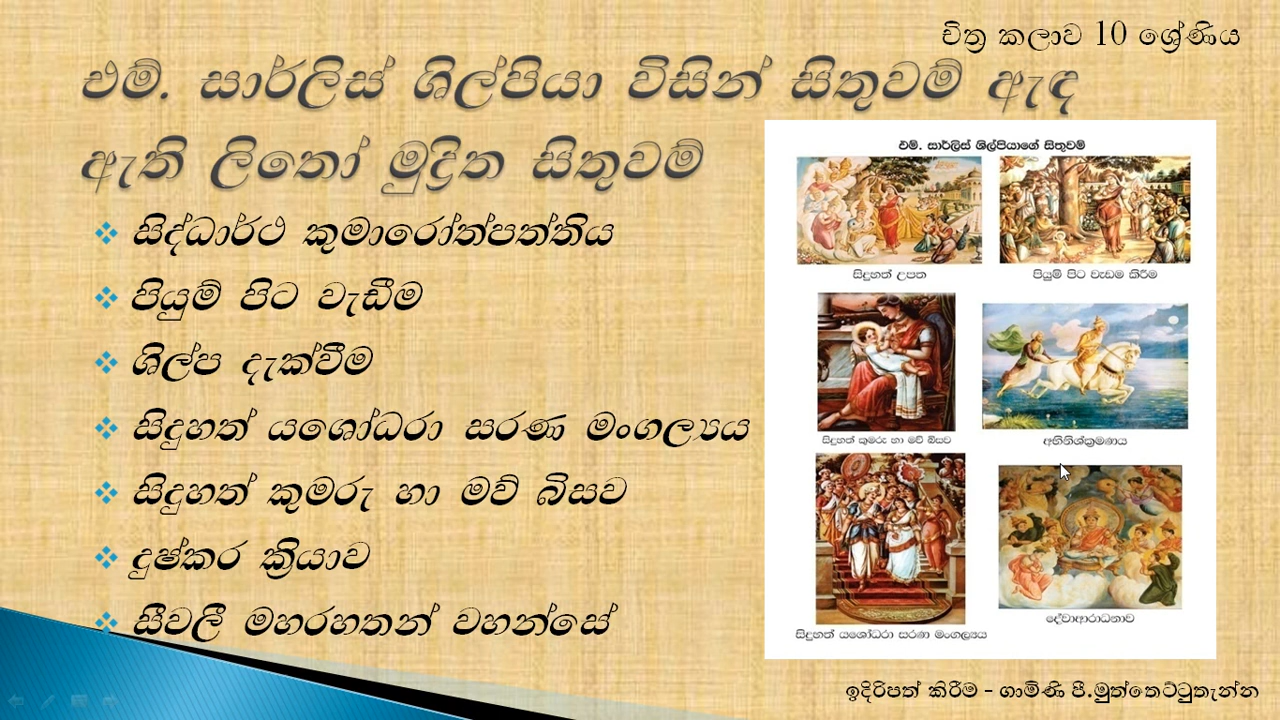 චිත්‍ර කලාව 10 ශ්‍රේණිය
එම්. සාර්ලිස් ශිල්පියා විසින් සිතුවම් ඇඳ
ඇති ලිතෝ මුද්‍රිත සිතුවම්
සිද්ධාර්ථ කුමාරෝත්පත්තිය
පියුම් පිට වැඩීම
ශිල්ප දැක්වීම
සිදුහත් යශෝධරා සරණ මංගල්‍යය
සිදුහත් කුමරු හා මව් බිසව
දුෂ්කර ක්‍රියාව
සීවලී මහරහතන් වහන්සේ
එම්. සාර්ලිස් ශිල්පියාගේ සිතුවම්
සිදුහත් උපත
පියුම් පිට වැඩම කිරීම
සිදුහත් කුමරු හා මව් බිසව
අභිනිශ්ක්‍රමණය
සිදුහත් යශෝධරා සරණ මංගල්‍යය
දේවාආරාධනාව
ඉදිරිපත් කිරීම - ගාමිණි පී.මුත්තෙට්ටුතැන්න